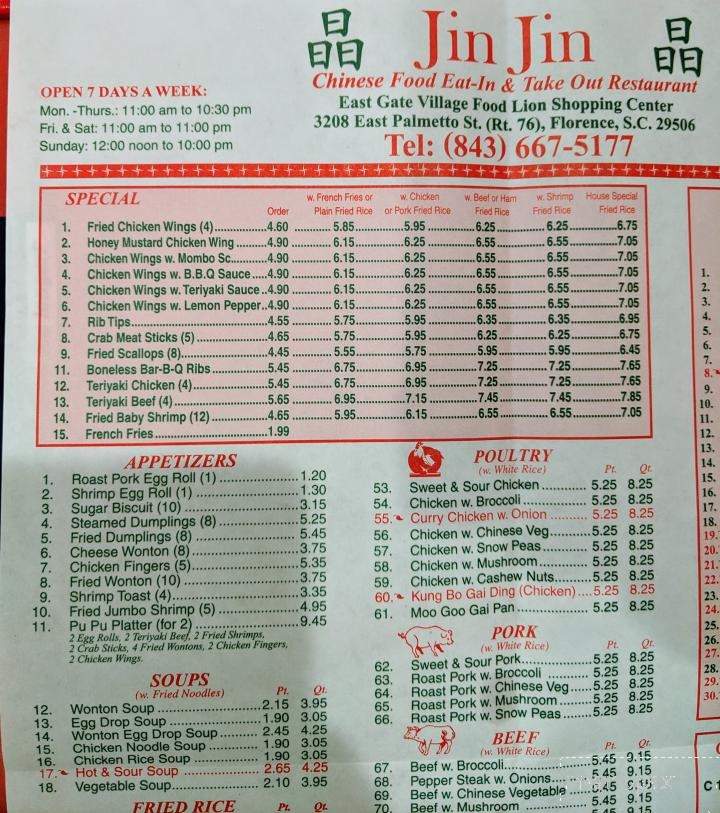 晶 Jin Jin 晶
Chinese Food Eat-In & Take Out Restaurant
East Gate Village Food Lion Shopping Center
3208 East Palmetto St. (Rt. 76), Florence, S.C. 29506
Tel: (843) 667-5177
OPEN 7 DAYS A WEEK:
Mon. -Thurs.: 11:00 am to 10:30 pm
Fri. & Sat: 11:00 am to 11:00 pm
Sunday: 12:00 noon to 10:00 pm
SPECIAL
Order
w. French Fries or Plain Fried Rice
w. Chicken or Pork Fried Rice
w. Beef or Ham Fried Rice
w. Shrimp Fried Rice
House Special Fried Rice
1. Fried Chicken Wings (4) 4.60 5.85 5.95 6.25 6.25 6.75
2. Honey Mustard Chicken Wing 4.90 6.15 6.25 6.55 6.55 7.05
3. Chicken Wings w. Mombo Sc. 4.90 6.15 6.25 6.55 6.55 7.05
4. Chicken Wings w. B.B.Q Sauce 4.90 6.15 6.25 6.55 6.55 7.05
5. Chicken Wings w. Teriyaki Sauce 4.90 6.15 6.25 6.55 6.55 7.05
6. Chicken Wings w. Lemon Pepper 4.90 6.15 6.25 6.55 6.55 7.05
7. Rib Tips 4.55 5.75 5.95 6.35 6.35 6.95
8. Crab Meat Sticks (5) 4.65 5.75 5.95 6.25 6.25 6.75
9. Fried Scallops (8) 4.45 5.55 5.75 5.95 5.95 6.45
11. Boneless Bar-B-Q Ribs 5.45 6.75 6.95 7.25 7.25 7.65
12. Teriyaki Chicken (4) 5.45 6.75 6.95 7.25 7.25 7.65
13. Teriyaki Beef (4) 5.65 6.95 7.15 7.45 7.45 7.85
14. Fried Baby Shrimp (12) 4.65 5.95 6.15 6.55 6.55 7.05
15. French Fries 1.99
APPETIZERS
1. Roast Pork Egg Roll (1) 1.20
2. Shrimp Egg Roll (1) 1.30
3. Sugar Biscuit (10) 3.15
4. Steamed Dumplings (8) 5.25
5. Fried Dumplings (8) 5.45
6. Cheese Wonton (8) 3.75
7. Chicken Fingers (5) 5.35
8. Fried Wonton (10) 3.75
9. Shrimp Toast (4) 3.35
10. Fried Jumbo Shrimp (5) 4.95
11. Pu Pu Platter (for 2) 9.45
2 Egg Rolls, 2 Teriyaki Beef, 2 Fried Shrimps,
2 Crab Sticks, 4 Fried Wontons, 2 Chicken Fingers,
2 Chicken Wings.
SOUPS
(w. Fried Noodles) Pt. Qt.
12. Wonton Soup 2.15 3.95
13. Egg Drop Soup 1.90 3.05
14. Wonton Egg Drop Soup 2.45 4.25
15. Chicken Noodle Soup 1.90 3.05
16. Chicken Rice Soup 1.90 3.05
17. Hot & Sour Soup 2.65 4.25
18. Vegetable Soup 2.10 3.95
FRIED RICE Pt. Qt.
POULTRY
(w. White Rice) Pt. Qt.
53. Sweet & Sour Chicken 5.25 8.25
54. Chicken w. Broccoli 5.25 8.25
55. Curry Chicken w. Onion 5.25 8.25
56. Chicken w. Chinese Veg 5.25 8.25
57. Chicken w. Snow Peas 5.25 8.25
58. Chicken w. Mushroom 5.25 8.25
59. Chicken w. Cashew Nuts 5.25 8.25
60. Kung Bo Gai Ding (Chicken) 5.25 8.25
61. Moo Goo Gai Pan 5.25 8.25
PORK
(w. White Rice) Pt. Qt.
62. Sweet & Sour Pork 5.25 8.25
63. Roast Pork w. Broccoli 5.25 8.25
64. Roast Pork w. Chinese Veg 5.25 8.25
65. Roast Pork w. Mushroom 5.25 8.25
66. Roast Pork w. Snow Peas 5.25 8.25
BEEF
(w. White Rice) Pt. Qt.
67. Beef w. Broccoli 5.45 9.15
68. Pepper Steak w. Onions 5.45 9.15
69. Beef w. Chinese Vegetable 5.45 9.15
70. Beef w. Mushroom 5.45 9.15
1.
2.
3.
4.
5.
6.
7.
8.
9.
10.
11.
12.
13.
14.
15.
16.
17.
18.
19.
20.
21.
22.
23.
24.
25.
26.
27.
28.
29.
30.